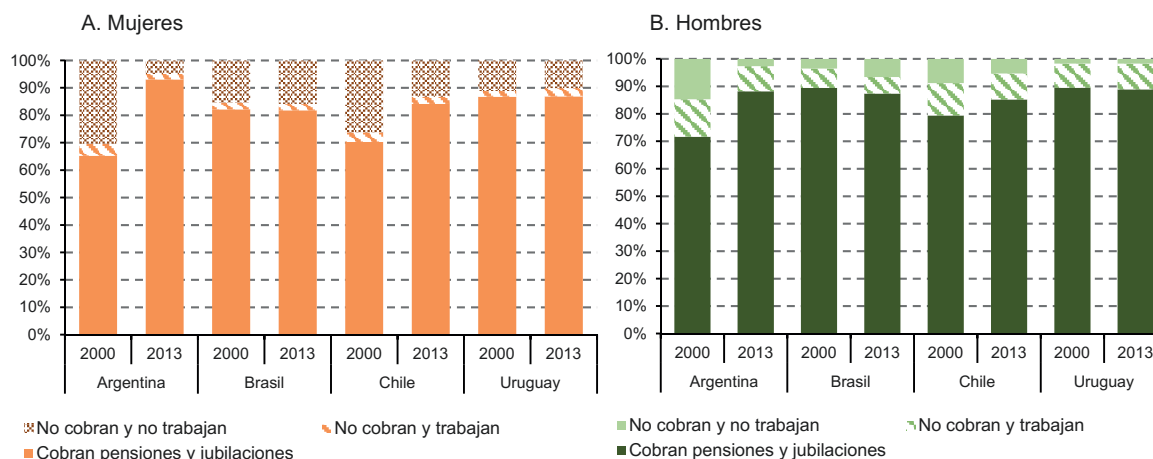 A. Mujeres
100%
90%
80%
70%
60%
50%
40%
30%
20%
10%
0%
2000 2013 2000 2013 2000 2013 2000 2013
Argentina Brasil Chile Uruguay
No cobran y no trabajan No cobran y trabajan
Cobran pensiones y jubilaciones
B. Hombres
100%
90%
80%
70%
60%
50%
40%
30%
20%
10%
0%
2000 2013 2000 2013 2000 2013 2000 2013
Argentina Brasil Chile Uruguay
No cobran y no trabajan No cobran y trabajan
Cobran pensiones y jubilaciones